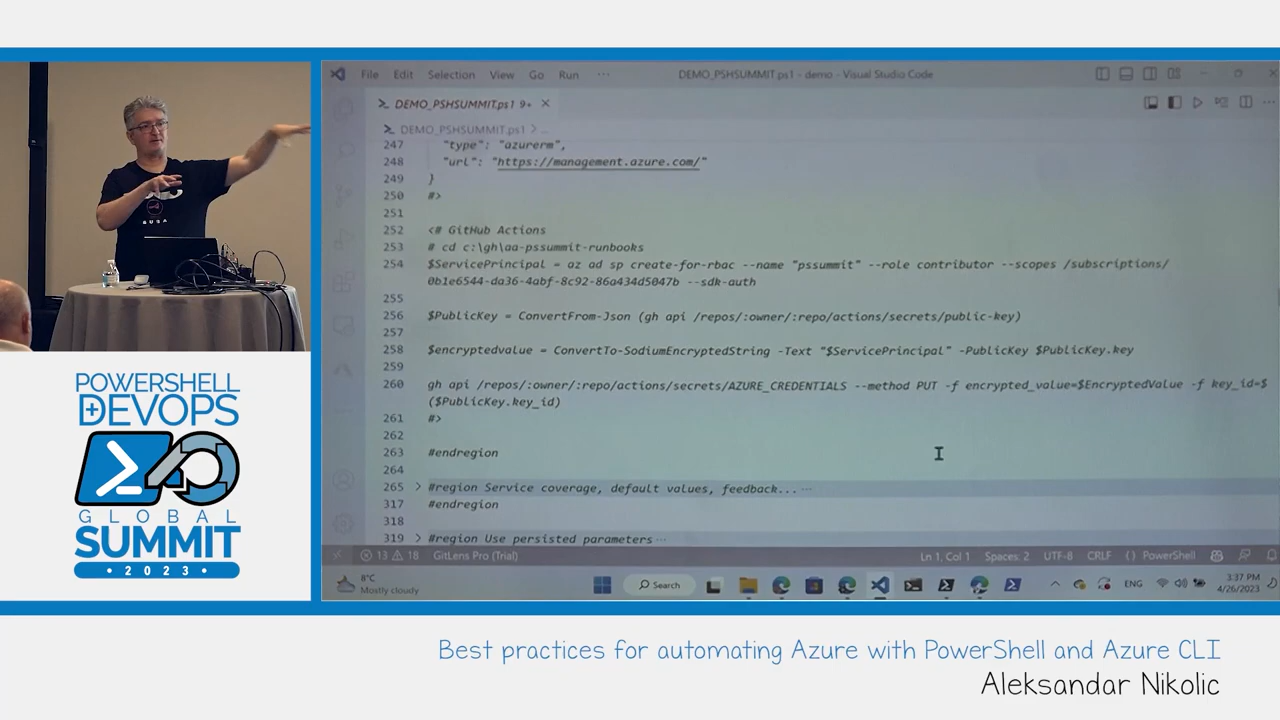 File Edit Selection View Go Run ··· DEMO_PSHSUMMIT.ps1 - demo - Visual Studio Code
DEMO_PSHSUMMIT.ps1 9+
DEMO_PSHSUMMIT.ps1 > ...
247 "type": "azurerm",
248 "url": "https://management.azure.com/"
249 }
250 #>
251
252 <# GitHub Actions
253 # cd c:\gh\aa-pssummit-runbooks
254 $ServicePrincipal = az ad sp create-for-rbac --name "pssummit" --role contributor --scopes /subscriptions/
0b1e6544-da36-4abf-8c92-86a434d5047b --sdk-auth
255
256 $PublicKey = ConvertFrom-Json (gh api /repos/:owner/:repo/actions/secrets/public-key)
257
258 $encryptedvalue = ConvertTo-SodiumEncryptedString -Text "$ServicePrincipal" -PublicKey $PublicKey.key
259
260 gh api /repos/:owner/:repo/actions/secrets/AZURE_CREDENTIALS --method PUT -f encrypted_value=$EncryptedValue -f key_id=$
($PublicKey.key_id)
261 #>
262
263 #endregion
264
265 > #region Service coverage, default values, feedback...
317 #endregion
318
319 > #region Use persisted parameters
13 18 GitLens Pro (Trial) Ln 1, Col 1 Spaces: 2 UTF-8 CRLF {} PowerShell
8°C
Mostly cloudy
Search
ENG
3:37 PM
4/26/2023
RUSA
POWERSHELL
+ DEVOPS
GLOBAL
SUMMIT
· 2023 ·
Best practices for automating Azure with PowerShell and Azure CLI
Aleksandar Nikolic